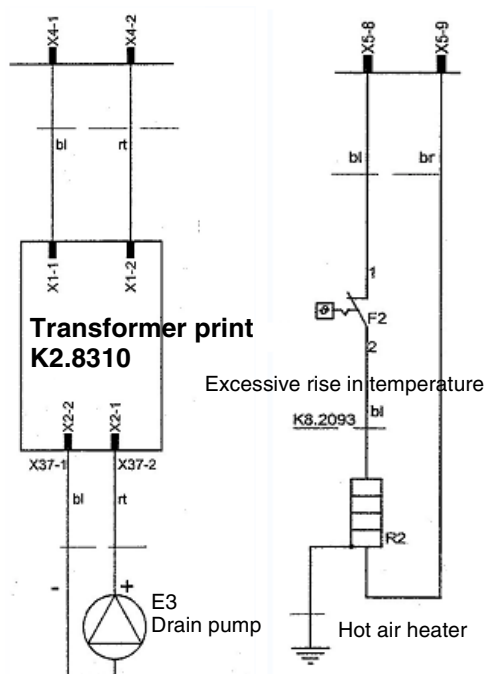 X4-1
X4-2
bl
rt
X1-1
X1-2
Transformer print
K2.8310
X2-2
X2-1
X37-1
X37-2
bl
rt
-
+
E3
Drain pump
X5-8
X5-9
bl
br
1
F2
2
Excessive rise in temperature
bl
K8.2093
R2
Hot air heater